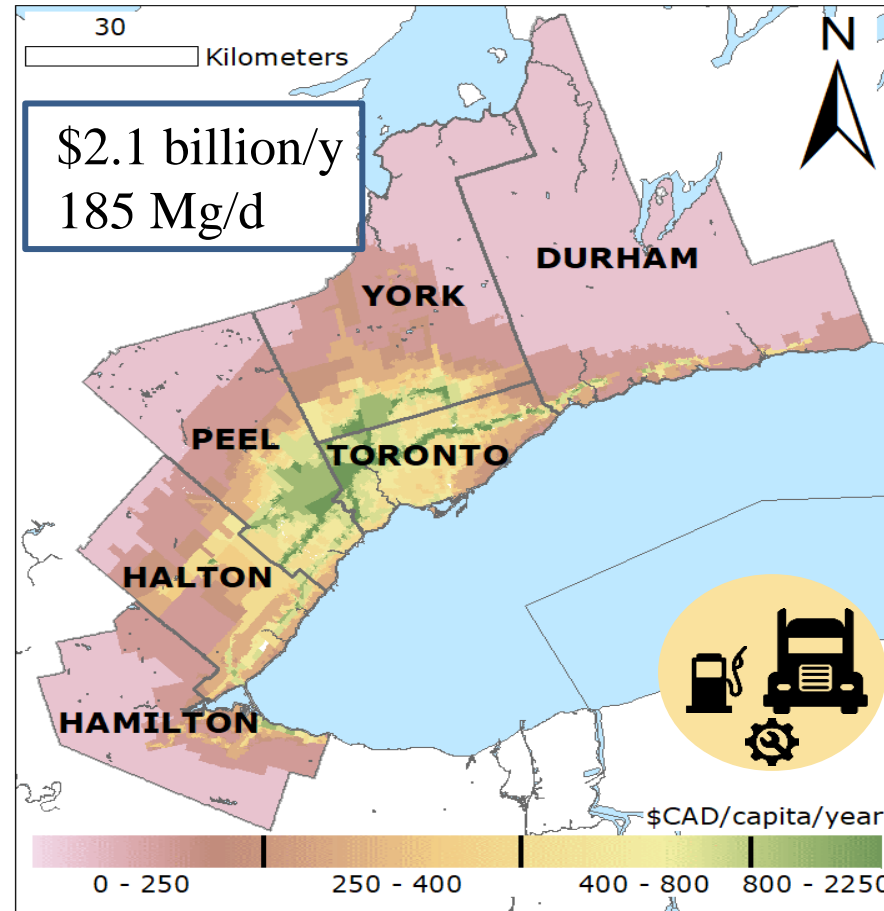 30
Kilometers
N
$2.1 billion/y
185 Mg/d
DURHAM
YORK
PEEL
TORONTO
HALTON
HAMILTON
$CAD/capita/year
0 - 250
250 - 400
400 - 800
800 - 2250